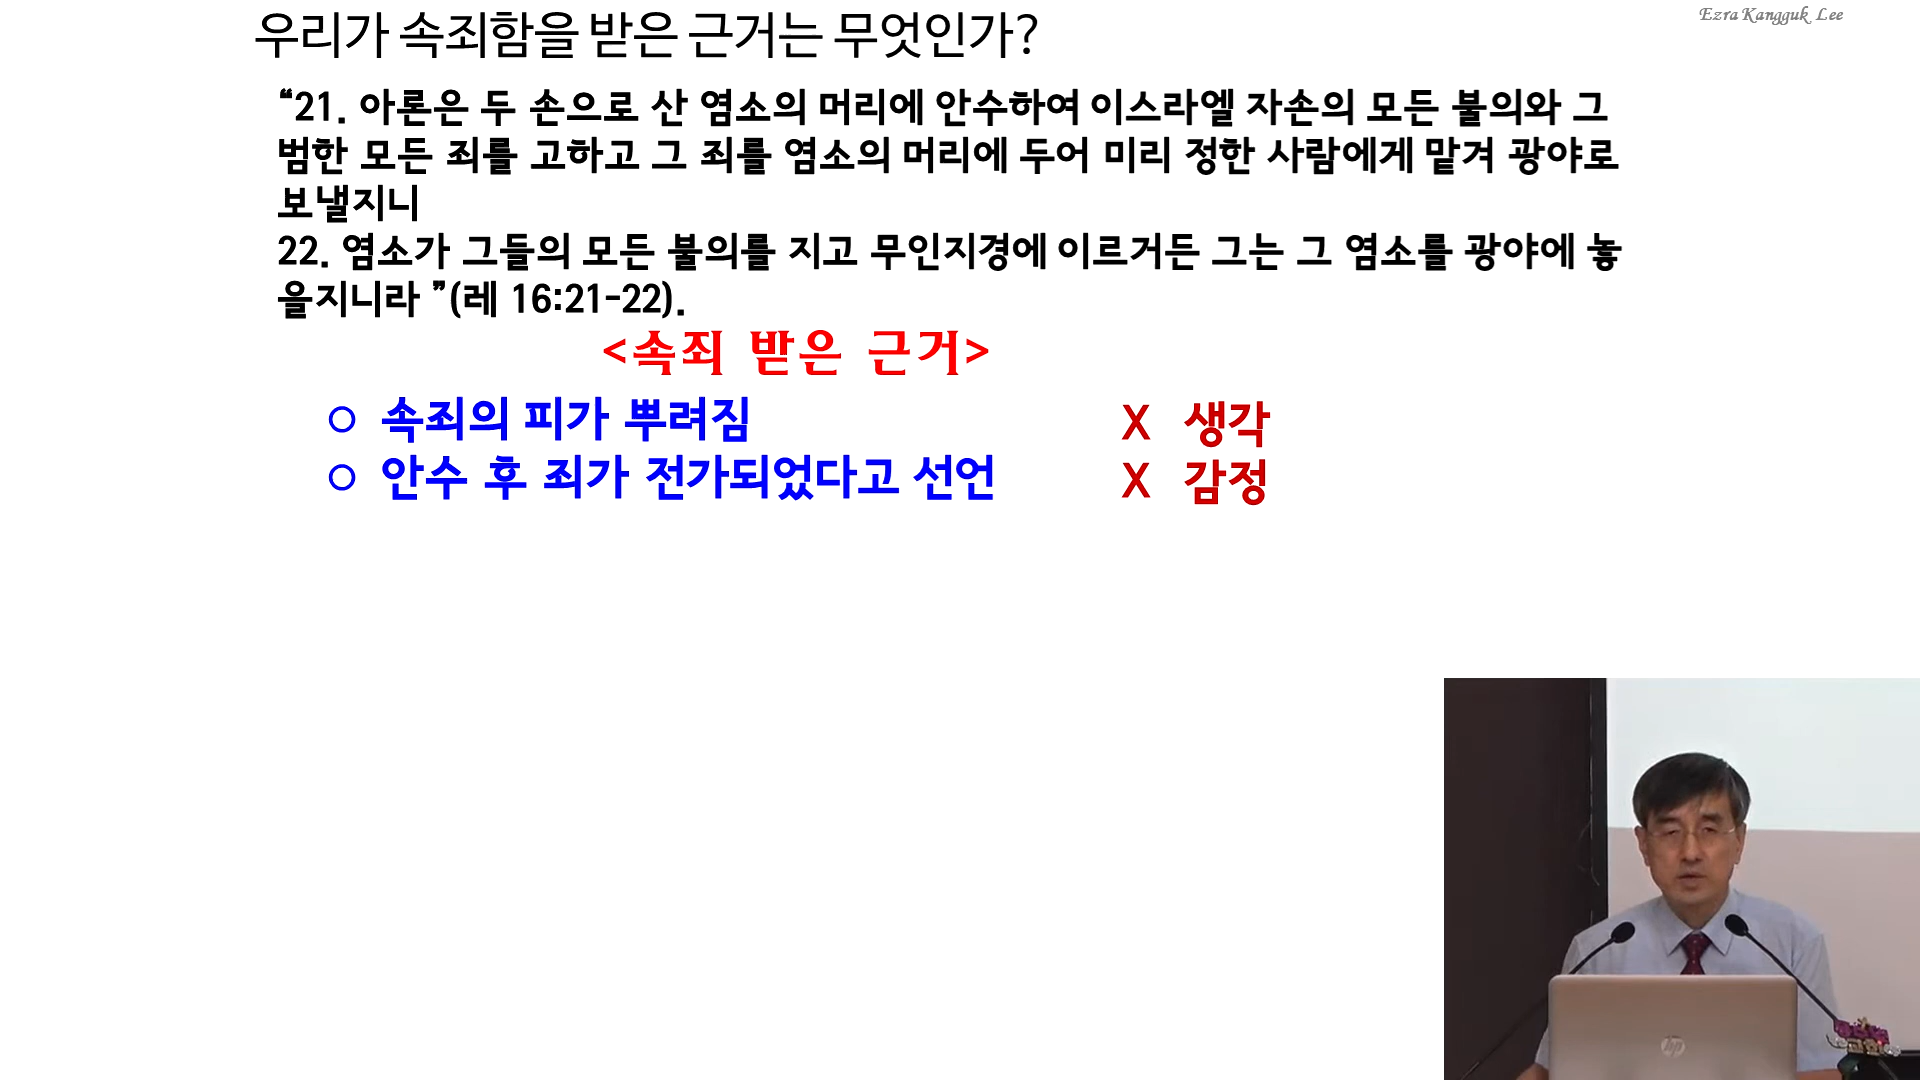 Ezra Kangguk Lee
우리가 속죄함을 받은 근거는 무엇인가?
“21. 아론은 두 손으로 산 염소의 머리에 안수하여 이스라엘 자손의 모든 불의와 그
범한 모든 죄를 고하고 그 죄를 염소의 머리에 두어 미리 정한 사람에게 맡겨 광야로
보낼지니
22. 염소가 그들의 모든 불의를 지고 무인지경에 이르거든 그는 그 염소를 광야에 놓
을지니라 ”(레 16:21-22).
<속죄 받은 근거>
○ 속죄의 피가 뿌려짐 X 생각
○ 안수 후 죄가 전가되었다고 선언 X 감정
hp